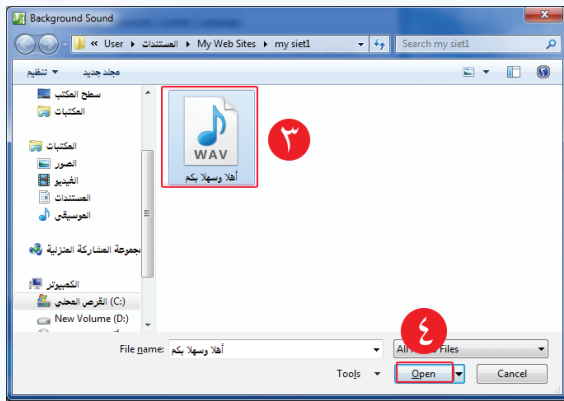 Background Sound
« User ▸ المستندات ▸ My Web Sites ▸ my siet1
Search my siet1
تنظيم ▾ مجلد جديد
سطح المكتب
المكتبات
المكتبات
الصور
الفيديو
المستندات
الموسيقى
مجموعة المشاركة المنزلية
الكمبيوتر
القرص المحلي (C:)
New Volume (D:)
WAV
أهلا وسهلا بكم
٣
٤
File name: أهلا وسهلا بكم
All Files
Tools ▾ Open Cancel